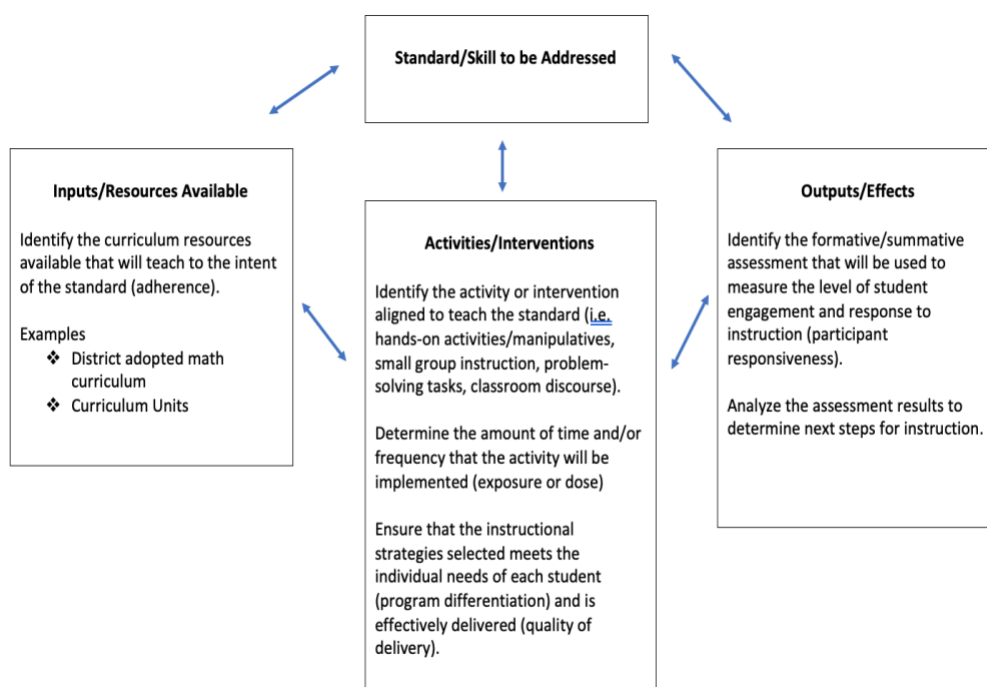 Standard/Skill to be Addressed
Inputs/Resources Available
Identify the curriculum resources
available that will teach to the intent
of the standard (adherence).
Examples
❖ District adopted math
curriculum
❖ Curriculum Units
Activities/Interventions
Identify the activity or intervention
aligned to teach the standard (i.e.
hands-on activities/manipulatives,
small group instruction, problem-
solving tasks, classroom discourse).
Determine the amount of time and/or
frequency that the activity will be
implemented (exposure or dose)
Ensure that the instructional
strategies selected meets the
individual needs of each student
(program differentiation) and is
effectively delivered (quality of
delivery).
Outputs/Effects
Identify the formative/summative
assessment that will be used to
measure the level of student
engagement and response to
instruction (participant
responsiveness).
Analyze the assessment results to
determine next steps for instruction.